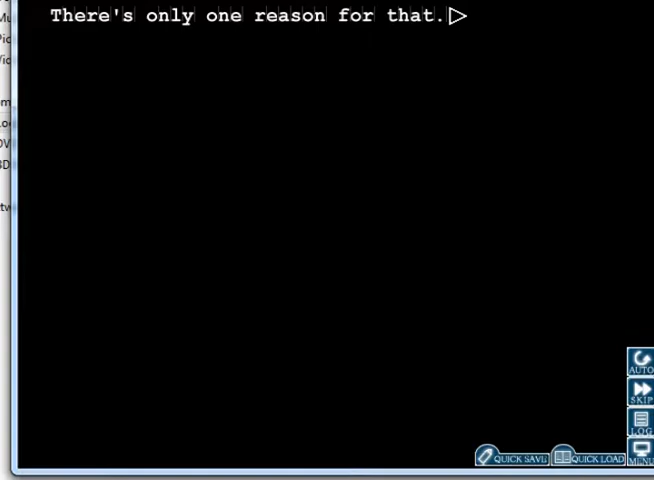 There's only one reason for that.
AUTO
SKIP
LOG
QUICK SAVE
QUICK LOAD
MENU